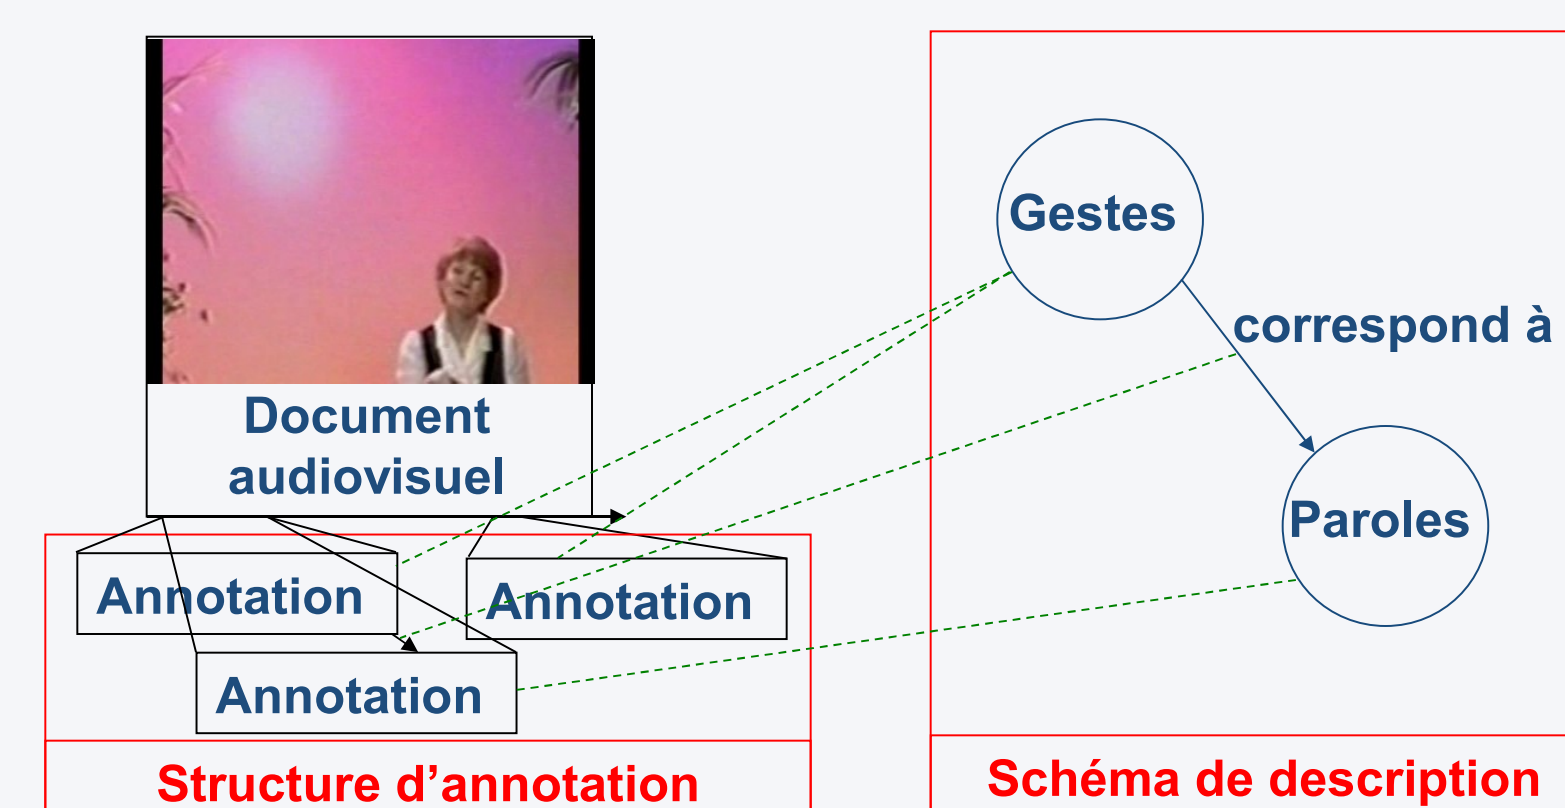 Document
audiovisuel
Annotation
Annotation
Annotation
Structure d’annotation
Gestes
correspond à
Paroles
Schéma de description